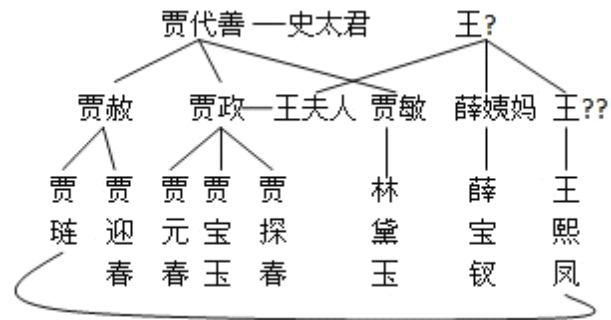 贾代善 史太君 王?
贾赦 贾政 王夫人 贾敏 薛姨妈 王??
贾琏 贾迎春 贾元春 贾宝玉 贾探春 林黛玉 薛宝钗 王熙凤